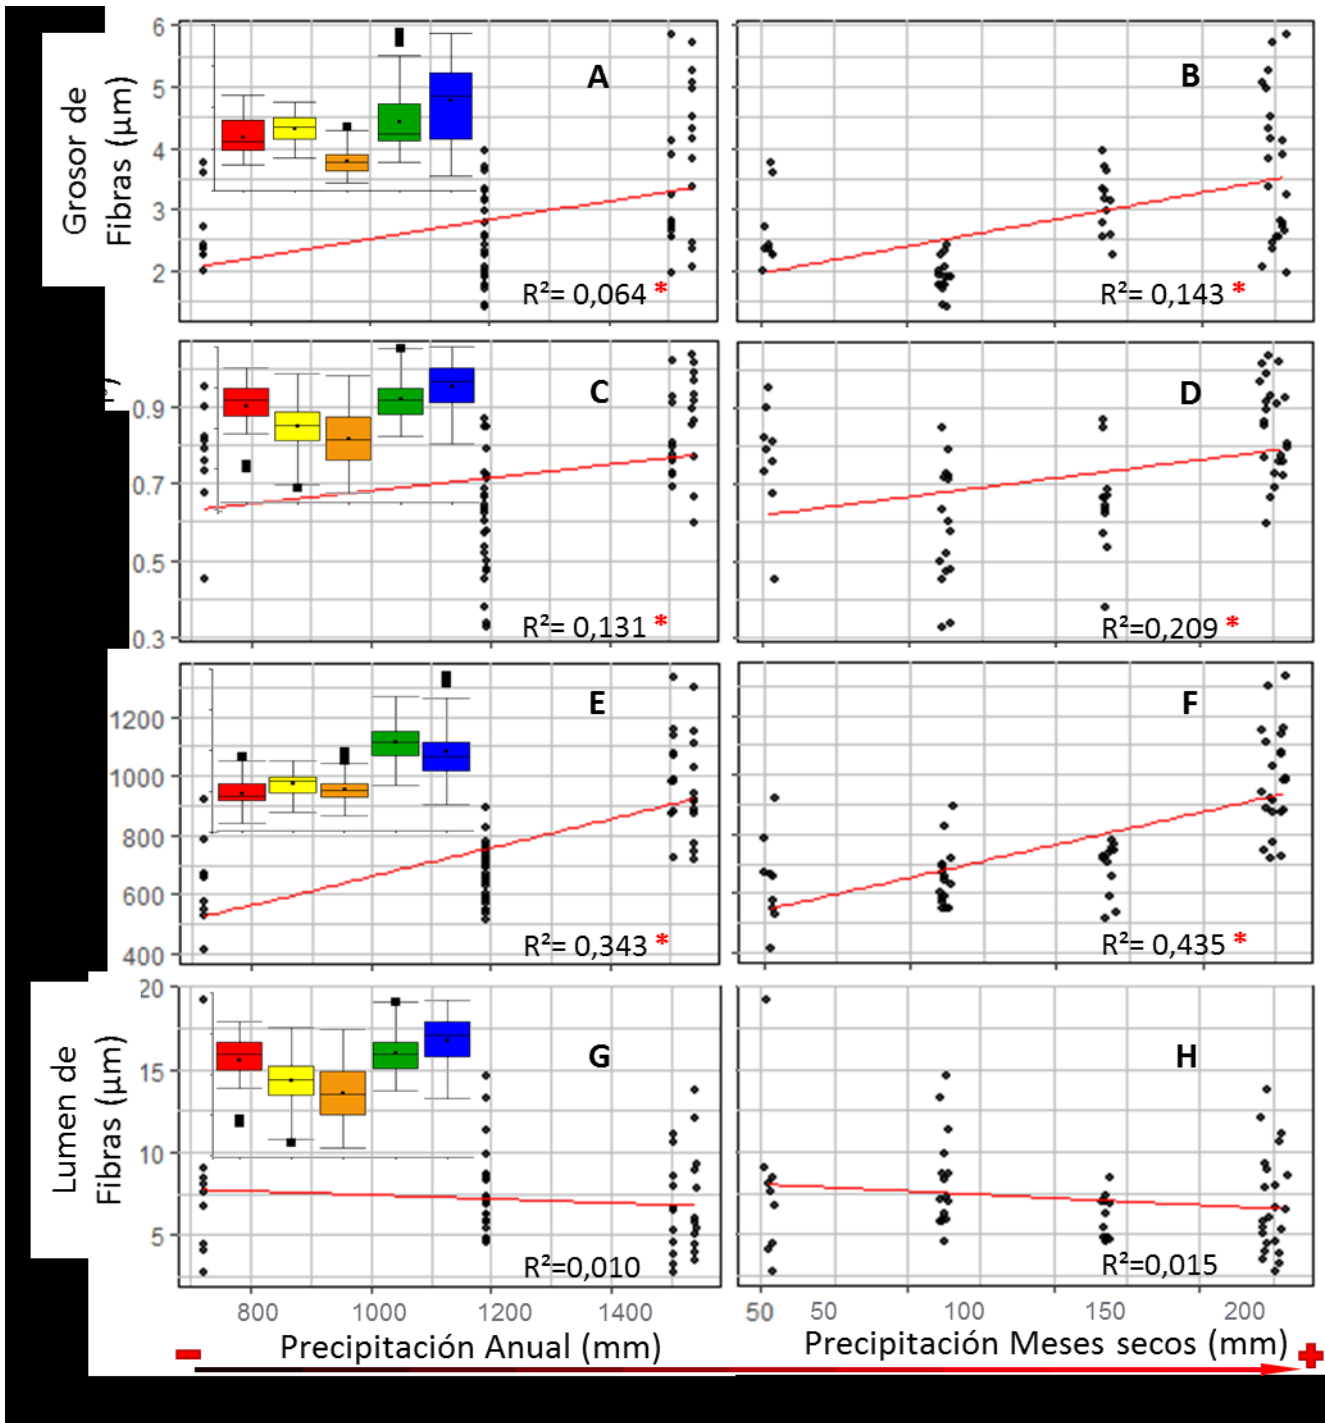 Grosor de
Fibras (µm)
6
5
4
3
2
A
R²= 0,064 *
B
R²= 0,143 *
0.9
0.7
0.5
0.3
C
R²= 0,131 *
D
R²=0,209 *
1200
1000
800
600
400
E
R²= 0,343 *
F
R²= 0,435 *
Lumen de
Fibras (µm)
20
15
10
5
G
R²=0,010
H
R²=0,015
800 1000 1200 1400
50 50 100 150 200
Precipitación Anual (mm)
Precipitación Meses secos (mm)